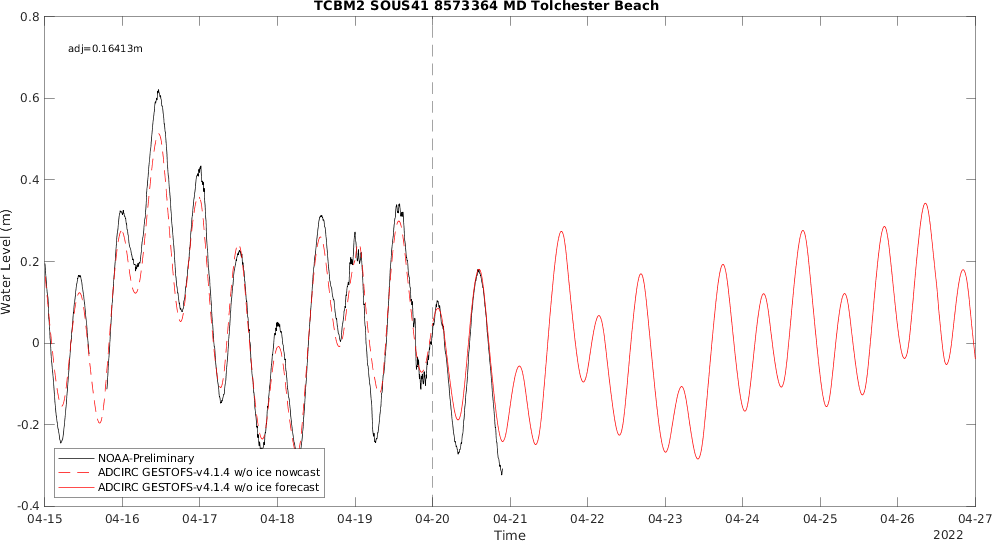 TCBM2 SOUS41 8573364 MD Tolchester Beach
adj=0.16413m
Water Level (m)
0.8
0.6
0.4
0.2
0
-0.2
-0.4
NOAA-Preliminary
ADCIRC GESTOFS-v4.1.4 w/o ice nowcast
ADCIRC GESTOFS-v4.1.4 w/o ice forecast
04-15 04-16 04-17 04-18 04-19 04-20 04-21 04-22 04-23 04-24 04-25 04-26 04-27
Time
2022